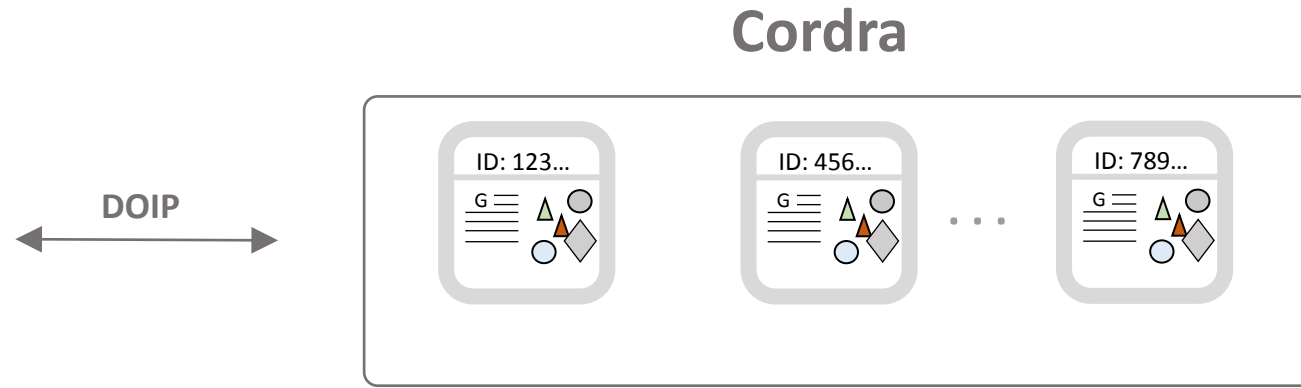 Cordra
DOIP
ID: 123...
G
ID: 456...
G
. . .
ID: 789...
G